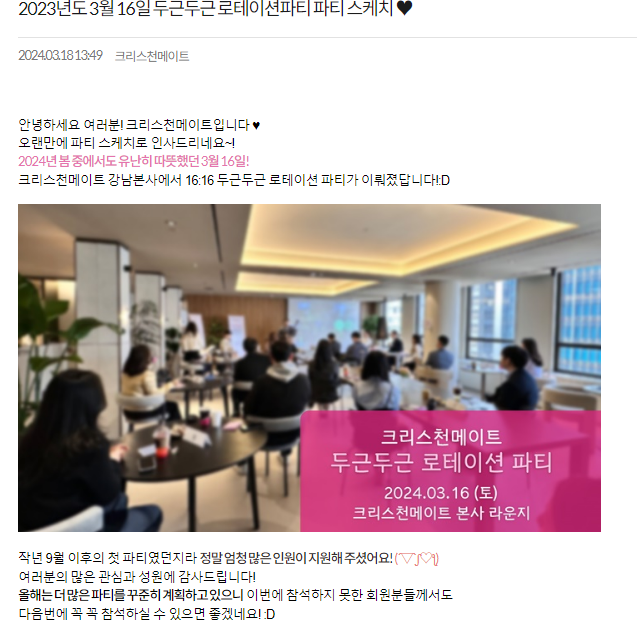 2023년도 3월 16일 두근두근 로테이션파티 파티 스케치 ♥
2024.03.18 13:49 크리스천메이트
안녕하세요 여러분! 크리스천메이트입니다 ♥
오랜만에 파티 스케치로 인사드리네요~!
2024년 봄 중에서도 유난히 따뜻했던 3월 16일!
크리스천메이트 강남본사에서 16:16 두근두근 로테이션 파티가 이뤄졌답니다!:D
크리스천메이트
두근두근 로테이션 파티
2024.03.16 (토)
크리스천메이트 본사 라운지
작년 9월 이후의 첫 파티였던지라 정말 엄청 많은 인원이 지원해 주셨어요! (˘▽˘ʃ♡ƪ)
여러분의 많은 관심과 성원에 감사드립니다!
올해는 더 많은 파티를 꾸준히 계획하고 있으니 이번에 참석하지 못한 회원분들께서도
다음번에 꼭 꼭 참석하실 수 있으면 좋겠네요! :D